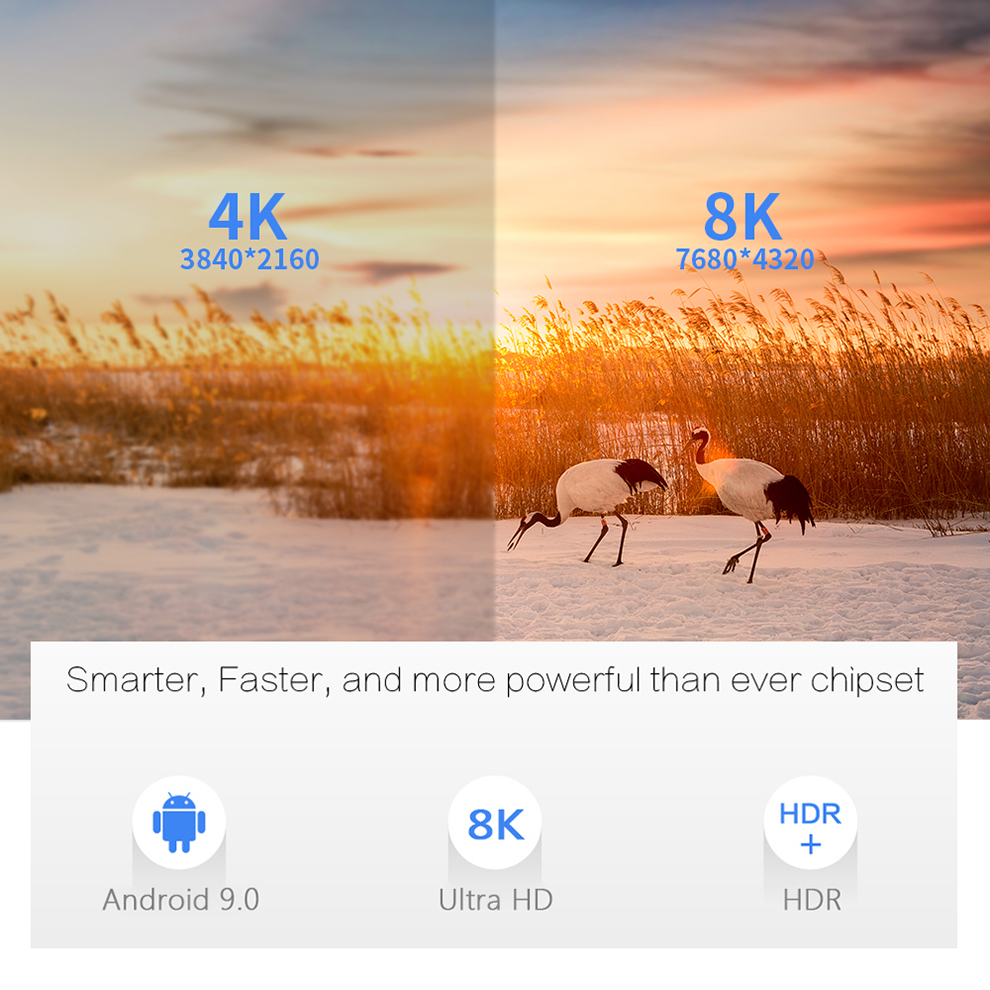 4K
3840*2160
8K
7680*4320
Smarter, Faster, and more powerful than ever chipset
8K
HDR
+
Android 9.0
Ultra HD
HDR